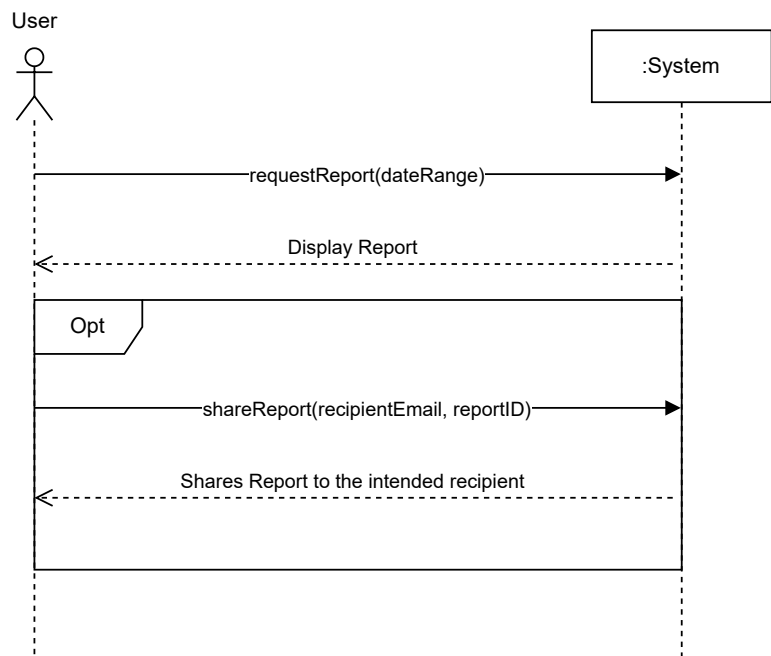 User
:System
requestReport(dateRange)
Display Report
Opt
shareReport(recipientEmail, reportID)
Shares Report to the intended recipient